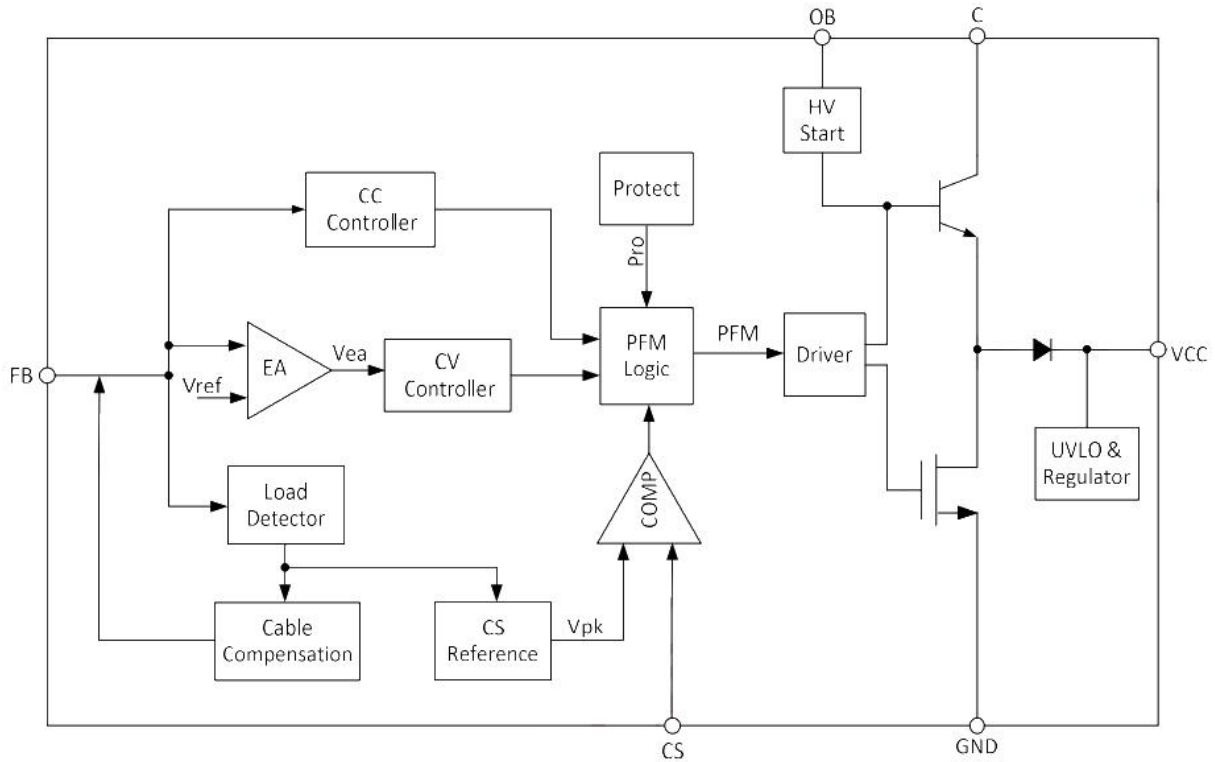 OB
C
HV
Start
Protect
CC
Controller
Pro
PFM
Logic
PFM
Driver
FB
EA
Vref
Vea
CV
Controller
VCC
UVLO &
Regulator
Load
Detector
COMP
Cable
Compensation
CS
Reference
Vpk
CS
GND